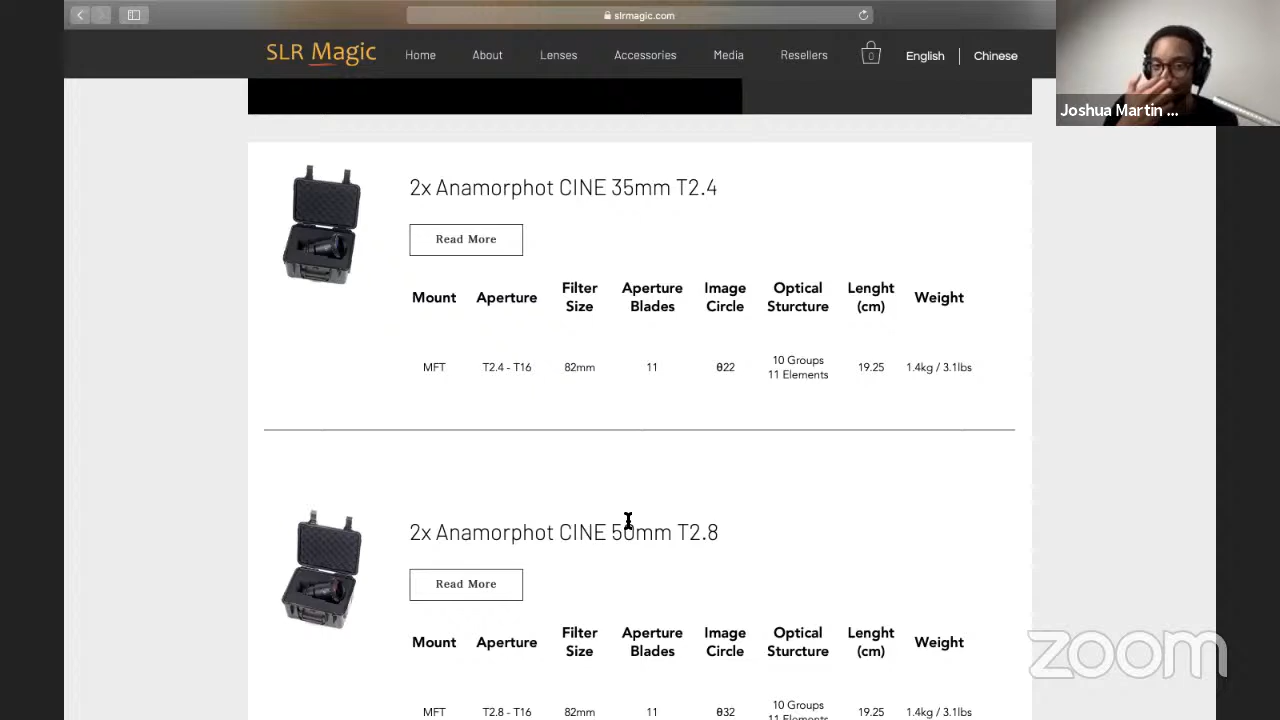 slrmagic.com
SLR Magic
Home
About
Lenses
Accessories
Media
Resellers
0
English
Chinese
Joshua Martin ...
2x Anamorphot CINE 35mm T2.4
Read More
Mount
Aperture
Filter
Size
Aperture
Blades
Image
Circle
Optical
Sturcture
Lenght
(cm)
Weight
MFT
T2.4 - T16
82mm
11
θ22
10 Groups
11 Elements
19.25
1.4kg / 3.1lbs
2x Anamorphot CINE 50mm T2.8
Read More
Mount
Aperture
Filter
Size
Aperture
Blades
Image
Circle
Optical
Sturcture
Lenght
(cm)
Weight
MFT
T2.8 - T16
82mm
11
θ32
10 Groups
11 Elements
19.25
1.4kg / 3.1lbs
zoom